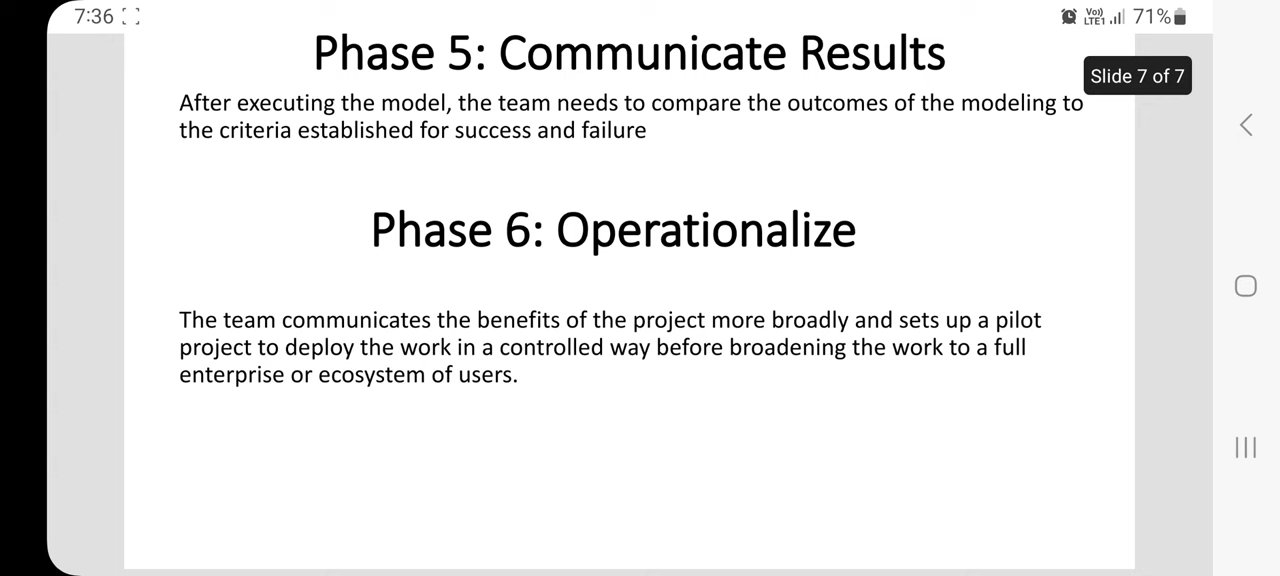 7:36
Vo)) LTE1 71%
Phase 5: Communicate Results
Slide 7 of 7
After executing the model, the team needs to compare the outcomes of the modeling to
the criteria established for success and failure
Phase 6: Operationalize
The team communicates the benefits of the project more broadly and sets up a pilot
project to deploy the work in a controlled way before broadening the work to a full
enterprise or ecosystem of users.